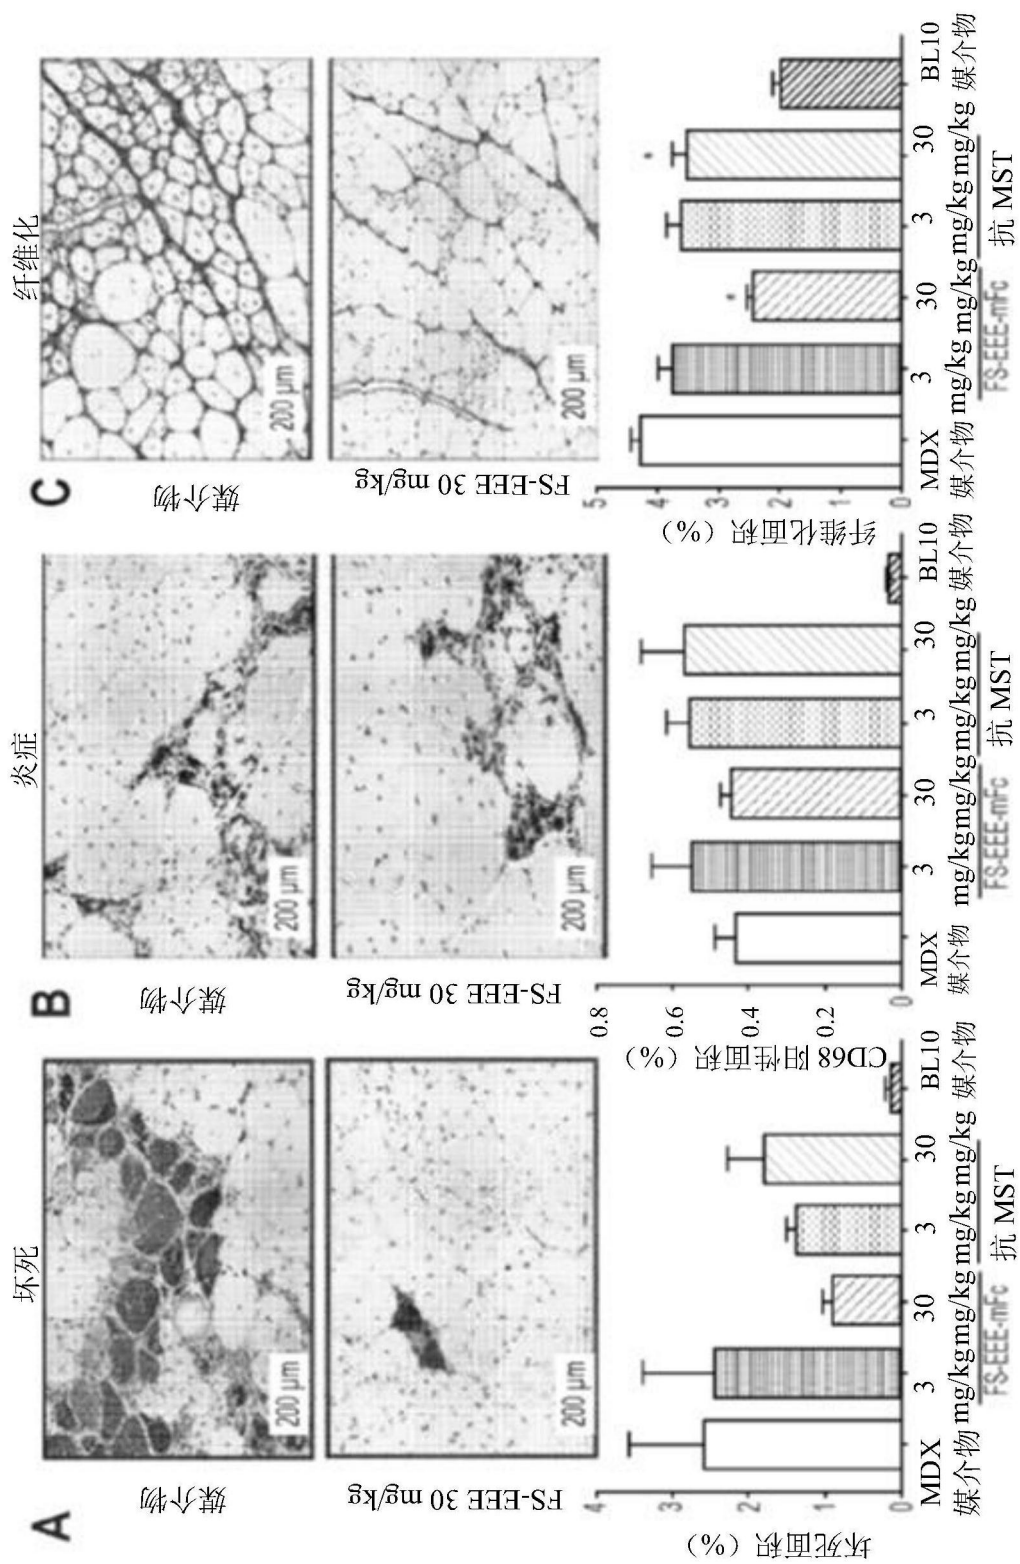 A
坏死
媒介物
200 μm
FS-EEE 30 mg/kg
200 μm
坏死面积（%）
4
3
2
1
0
MDX 3 30 3 30 BL10
媒介物 mg/kg mg/kg mg/kg mg/kg 媒介物
FS-EEE-mFc 抗 MST
B
炎症
媒介物
200 μm
FS-EEE 30 mg/kg
200 μm
CD68 阳性面积（%）
0.8
0.6
0.4
0.2
0
MDX 3 30 3 30 BL10
媒介物 mg/kg mg/kg mg/kg mg/kg 媒介物
FS-EEE-mFc 抗 MST
C
纤维化
媒介物
200 μm
FS-EEE 30 mg/kg
200 μm
纤维化面积（%）
5
4
3
2
1
0
MDX 3 30 3 30 BL10
媒介物 mg/kg mg/kg mg/kg mg/kg 媒介物
FS-EEE-mFc 抗 MST